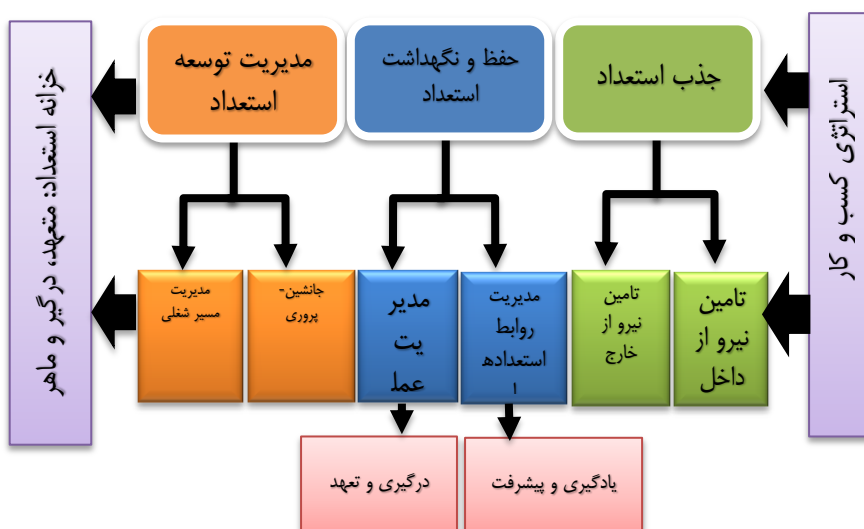 استراتژی کسب و کار
جذب استعداد
حفظ و نگهداشت
استعداد
مدیریت توسعه
استعداد
تامین
نیرو از
داخل
تامین
نیرو از
خارج
مدیریت
روابط
استعداده
ا
مدیر
یت
عمل
جانشین-
پروری
مدیریت
مسیر شغلی
یادگیری و پیشرفت
درگیری و تعهد
خزانه استعداد: متعهد، درگیر و ماهر